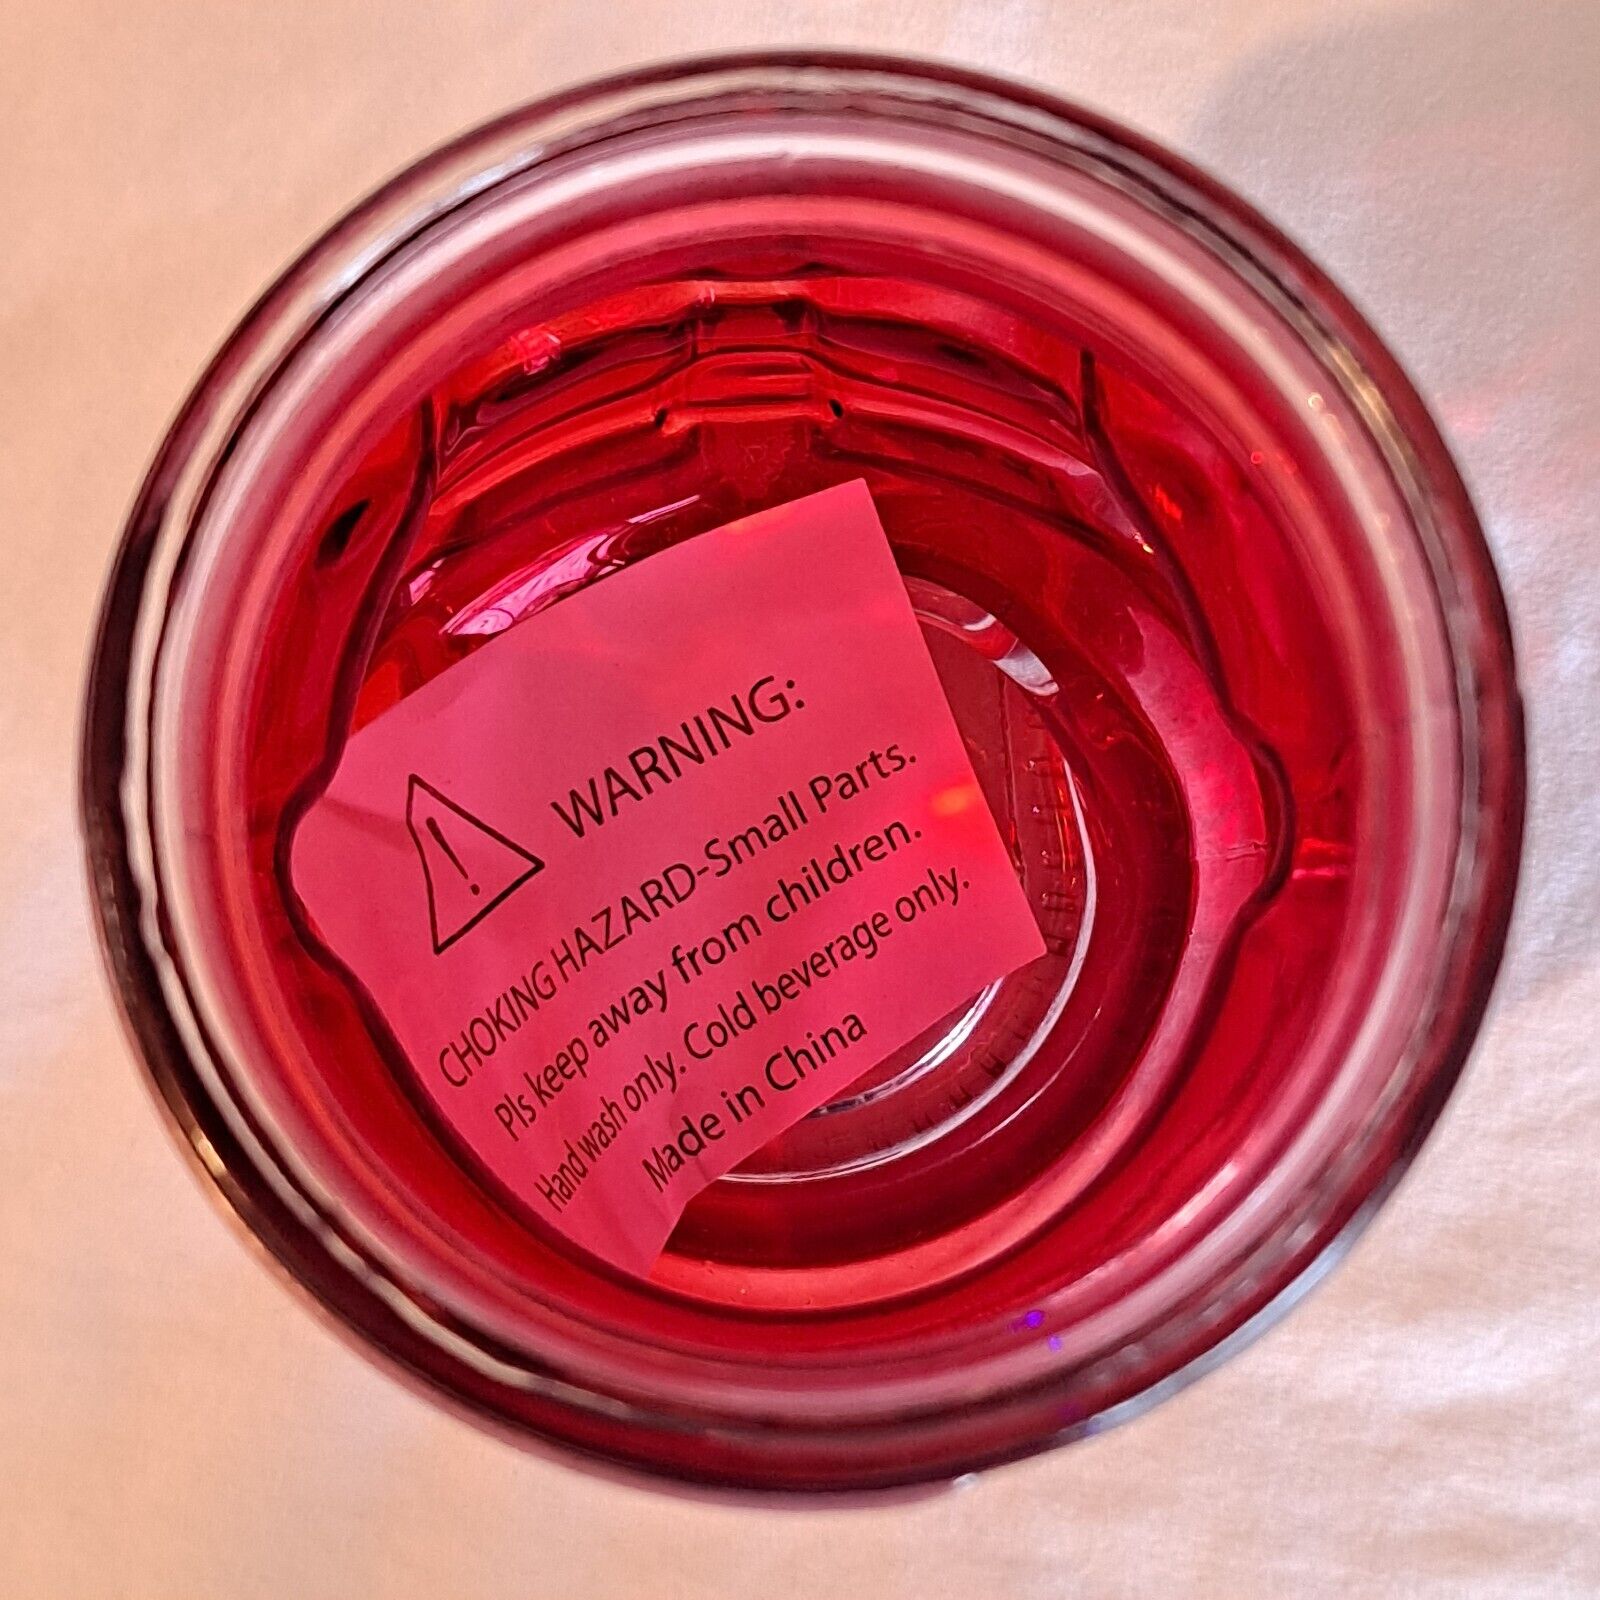 WARNING:
CHOKING HAZARD-Small Parts.
Pls keep away from children.
Hand wash only. Cold beverage only.
Made in China